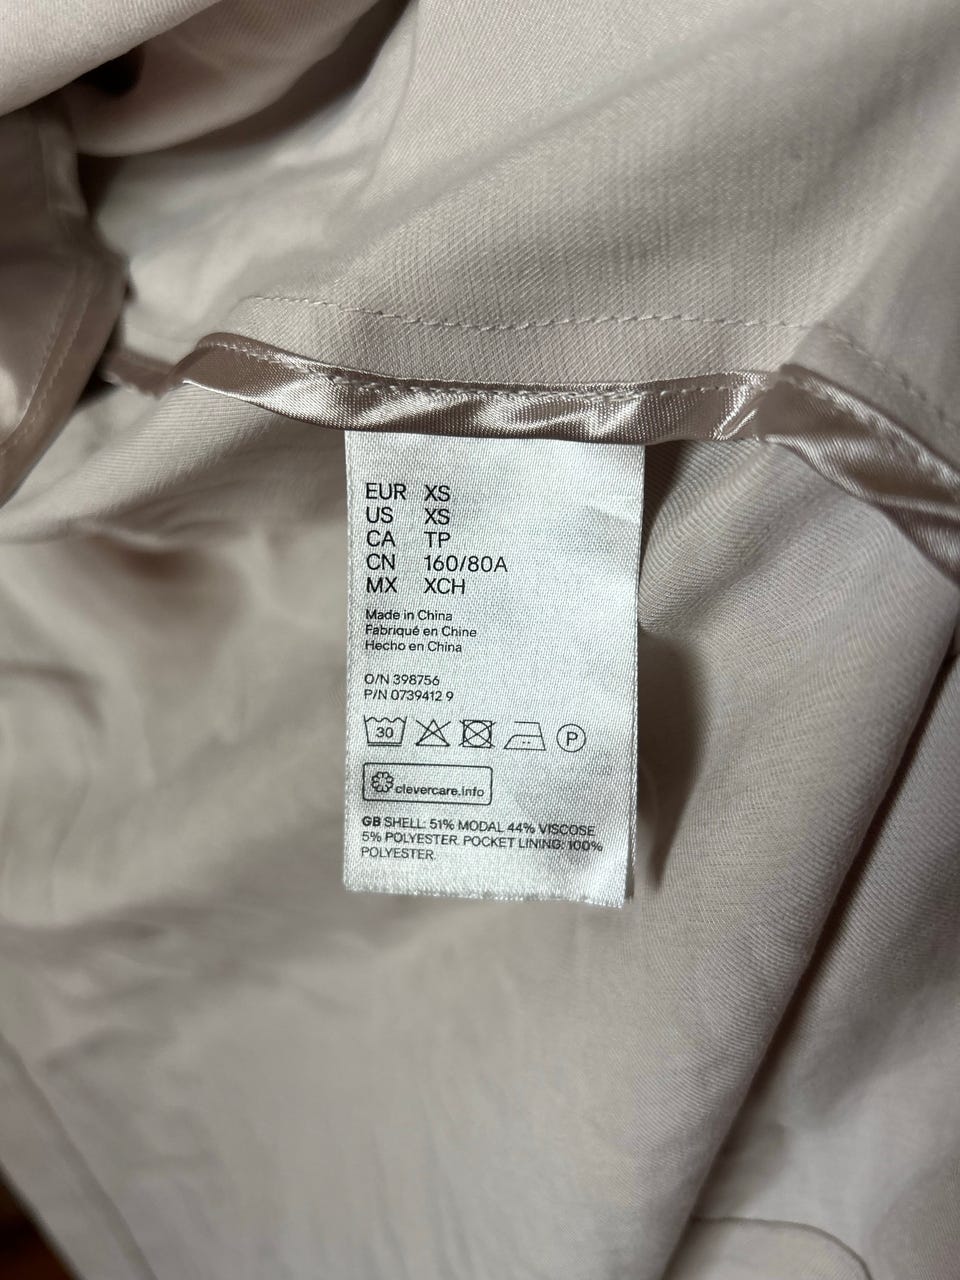 EUR XS
US XS
CA TP
CN 160/80A
MX XCH
Made in China
Fabriqué en Chine
Hecho en China
O/N 398756
P/N 0739412 9
30 P
clevercare.info
GB SHELL: 51% MODAL 44% VISCOSE
5% POLYESTER. POCKET LINING: 100%
POLYESTER.